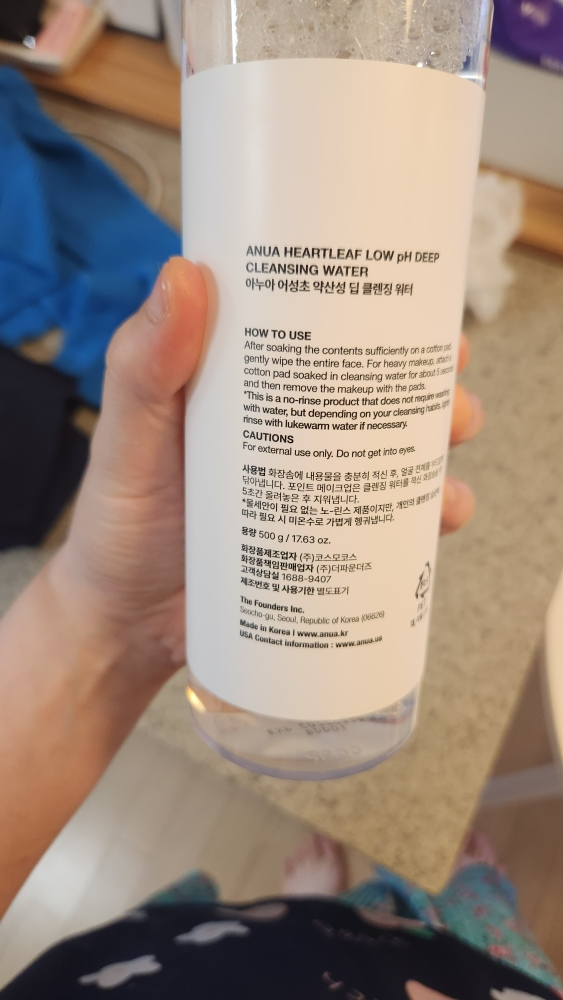 ANUA HEARTLEAF LOW pH DEEP
CLEANSING WATER
아누아 어성초 약산성 딥 클렌징 워터
HOW TO USE
After soaking the contents sufficiently on a cotton pad,
gently wipe the entire face. For heavy makeup, attach a
cotton pad soaked in cleansing water for about 5 seconds
and then remove the makeup with the pads.
*This is a no-rinse product that does not require washing
with water, but depending on your cleansing habits, lightly
rinse with lukewarm water if necessary.
CAUTIONS
For external use only. Do not get into eyes.
사용법 화장솜에 내용물을 충분히 적신 후, 얼굴 전체를
닦아냅니다. 포인트 메이크업은 클렌징 워터를 적신
5초간 올려놓은 후 지워냅니다.
*물세안이 필요 없는 노-린스 제품이지만, 개인의 클렌징
따라 필요 시 미온수로 가볍게 헹궈냅니다.
용량 500 g / 17.63 oz.
화장품제조업자 (주)코스모코스
화장품책임판매업자 (주)더파운더즈
고객상담실 1688-9407
제조번호 및 사용기한 별도표기
The Founders Inc.
Seocho-gu, Seoul, Republic of Korea (06626)
Made in Korea I www.anua.kr
USA Contact information : www.anua.us